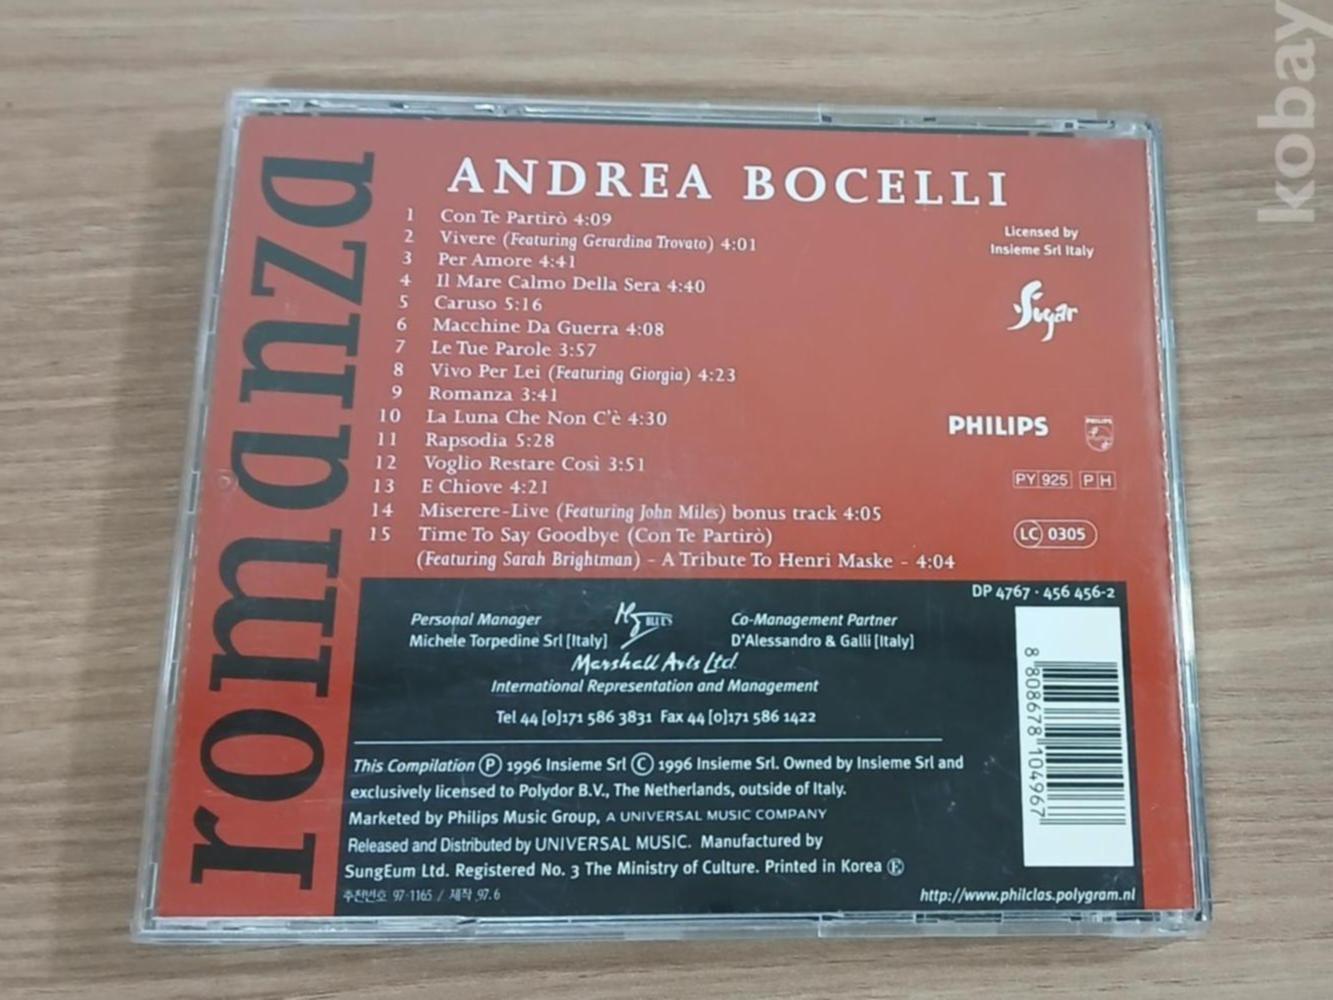 kobay
romanza
ANDREA BOCELLI
1 Con Te Partirò 4:09
2 Vivere (Featuring Gerardina Trovato) 4:01
3 Per Amore 4:41
4 Il Mare Calmo Della Sera 4:40
5 Caruso 5:16
6 Macchine Da Guerra 4:08
7 Le Tue Parole 3:57
8 Vivo Per Lei (Featuring Giorgia) 4:23
9 Romanza 3:41
10 La Luna Che Non C'è 4:30
11 Rapsodia 5:28
12 Voglio Restare Così 3:51
13 E Chiove 4:21
14 Miserere-Live (Featuring John Miles) bonus track 4:05
15 Time To Say Goodbye (Con Te Partirò)
(Featuring Sarah Brightman) - A Tribute To Henri Maske - 4:04
Licensed by
Insieme Srl Italy
Sugar
PHILIPS
PHILIPS
PY 925 P H
LC 0305
DP 4767 · 456 456-2
8 808678 104967
Personal Manager
Michele Torpedine Srl [Italy]
BLUE'S
Co-Management Partner
D'Alessandro & Galli [Italy]
Marshall Arts Ltd.
International Representation and Management
Tel 44 [0]171 586 3831 Fax 44 [0]171 586 1422
This Compilation Ⓟ 1996 Insieme Srl Ⓒ 1996 Insieme Srl. Owned by Insieme Srl and
exclusively licensed to Polydor B.V., The Netherlands, outside of Italy.
Marketed by Philips Music Group, A UNIVERSAL MUSIC COMPANY
Released and Distributed by UNIVERSAL MUSIC. Manufactured by
SungEum Ltd. Registered No. 3 The Ministry of Culture. Printed in Korea Ⓔ
추천번호 97-1165 / 제작 97.6
http://www.philclas.polygram.nl